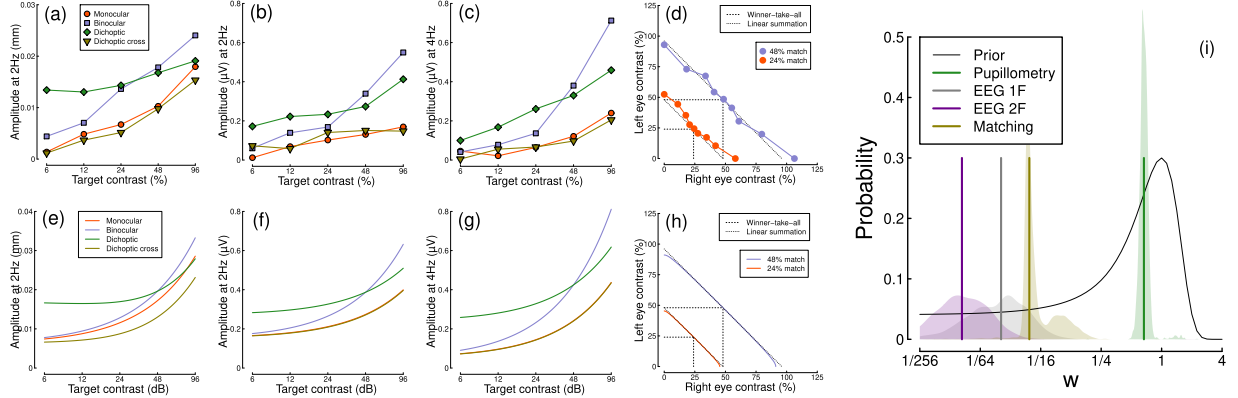 (a)
Monocular
Binocular
Dichoptic
Dichoptic cross
Amplitude at 2Hz (mm)
0.03
0.01
0
6 12 24 48 96
Target contrast (%)
(b)
Amplitude (µV) at 2Hz
0.8
0.6
0.4
0.2
0
6 12 24 48 96
Target contrast (%)
(c)
Amplitude (µV) at 4Hz
0.8
0.6
0.4
0.2
0
6 12 24 48 96
Target contrast (%)
(d)
Winner−take−all
Linear summation
48% match
24% match
Left eye contrast (%)
125
100
75
50
25
0
0 25 50 75 100 125
Right eye contrast (%)
(e)
Monocular
Binocular
Dichoptic
Dichoptic cross
Amplitude at 2Hz (mm)
0.04
0.03
0.01
0
6 12 24 48 96
Target contrast (dB)
(f)
Amplitude at 2Hz (µV)
0.8
0.4
0.2
0
6 12 24 48 96
Target contrast (dB)
(g)
Amplitude at 4Hz (µV)
0.8
0.4
0.2
0
6 12 24 48 96
Target contrast (dB)
(h)
Winner−take−all
Linear summation
48% match
24% match
Left eye contrast (%)
125
100
75
50
25
0
0 25 50 75 100 125
Right eye contrast (%)
(i)
Prior
Pupillometry
EEG 1F
EEG 2F
Matching
Probability
0.5
0.3
0.2
0.1
0
1/256 1/64 1/16 1/4 1 4
w